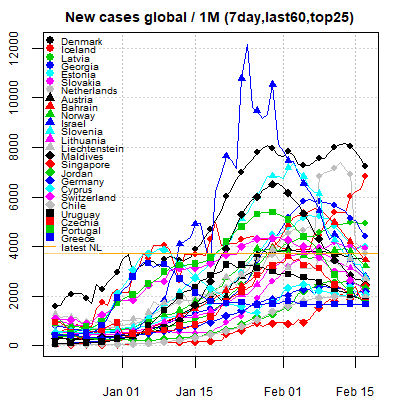 New cases global / 1M (7day,last60,top25)
12000
10000
8000
6000
4000
2000
0
Denmark
Iceland
Latvia
Georgia
Estonia
Slovakia
Netherlands
Austria
Bahrain
Norway
Israel
Slovenia
Lithuania
Liechtenstein
Maldives
Singapore
Jordan
Germany
Cyprus
Switzerland
Chile
Uruguay
Czechia
Portugal
Greece
latest NL
Jan 01
Jan 15
Feb 01
Feb 15